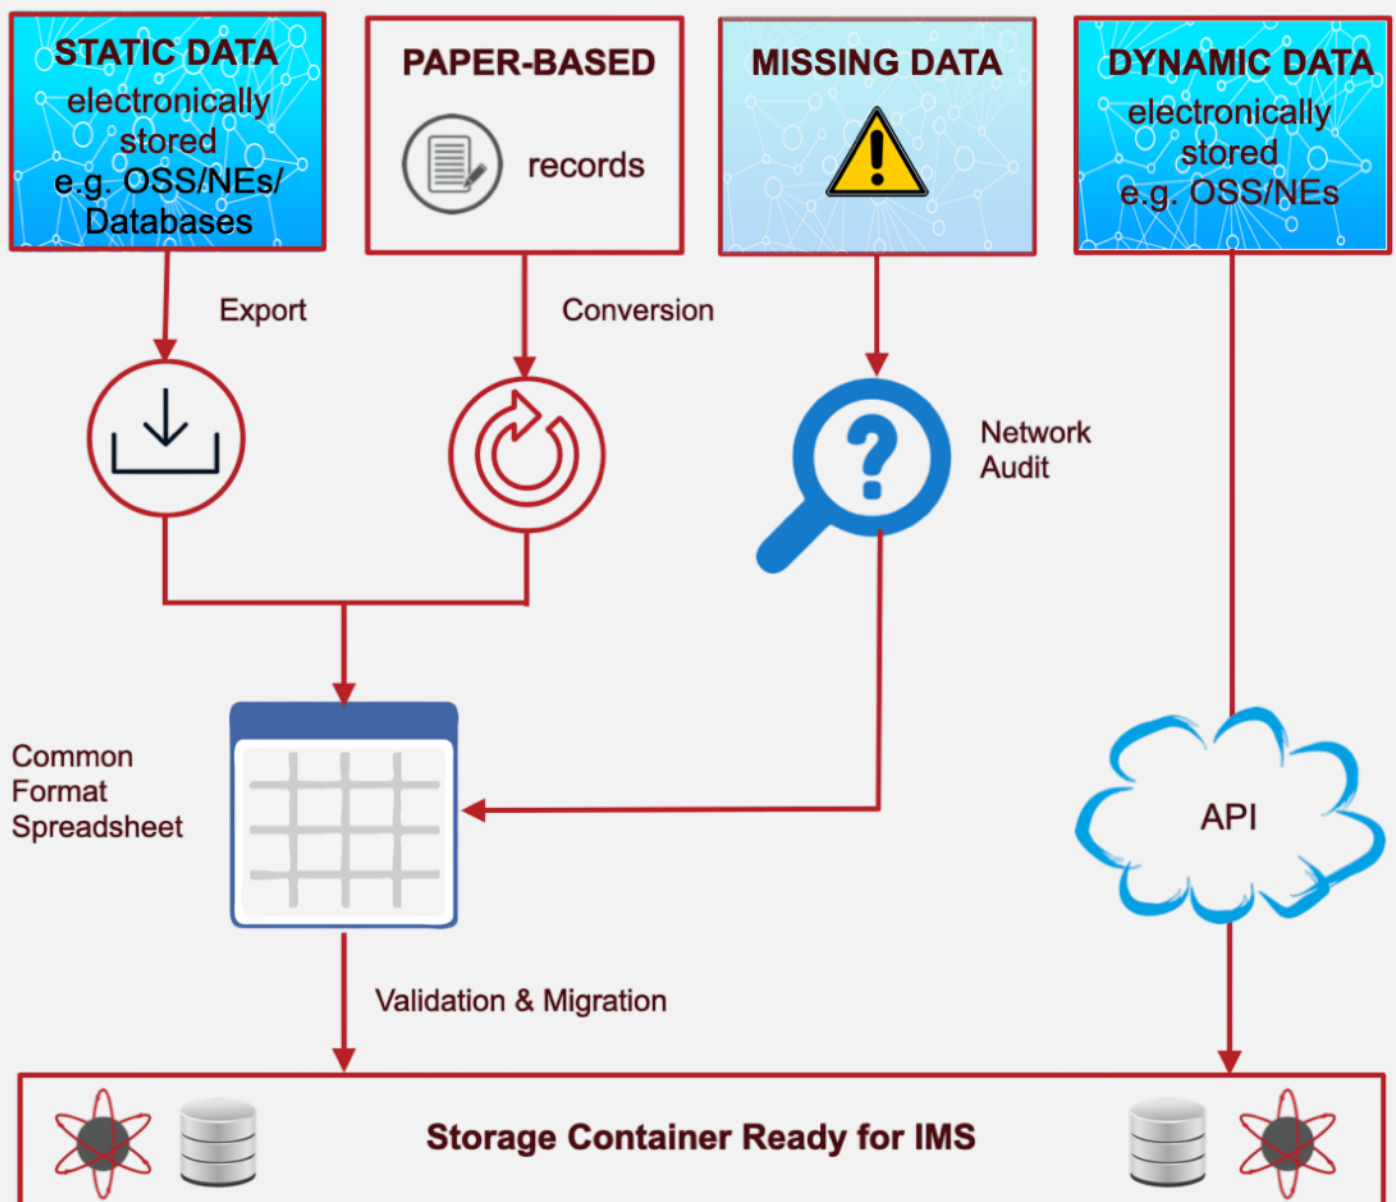 STATIC DATA
electronically
stored
e.g. OSS/NEs/
Databases
PAPER-BASED
records
MISSING DATA
DYNAMIC DATA
electronically
stored
e.g. OSS/NEs
Export
Conversion
Network
Audit
Common
Format
Spreadsheet
API
Validation & Migration
Storage Container Ready for IMS